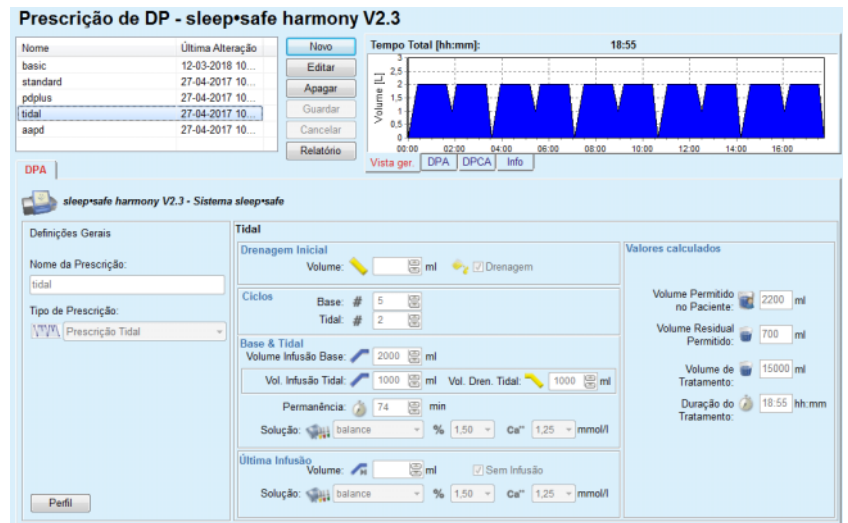 Prescrição de DP - sleep•safe harmony V2.3
Nome Última Alteração
basic 12-03-2018 10...
standard 27-04-2017 10...
pdplus 27-04-2017 10...
tidal 27-04-2017 10...
aapd 27-04-2017 10...
Novo
Editar
Apagar
Guardar
Cancelar
Relatório
Tempo Total [hh:mm]: 18:55
Volume [L]
3
2,5
2
1,5
1
0,5
0
00:00 02:00 04:00 06:00 08:00 10:00 12:00 14:00 16:00
Vista ger. DPA DPCA Info
DPA
sleep•safe harmony V2.3 - Sistema sleep•safe
Definições Gerais
Nome da Prescrição:
tidal
Tipo de Prescrição:
Prescrição Tidal
Perfil
Tidal
Drenagem Inicial
Volume: ml Drenagem
Ciclos
Base: # 5
Tidal: # 2
Base & Tidal
Volume Infusão Base: 2000 ml
Vol. Infusão Tidal: 1000 ml Vol. Dren. Tidal: 1000 ml
Permanência: 74 min
Solução: balance % 1,50 Ca⁺⁺ 1,25 mmol/l
Última Infusão
Volume: ml Sem Infusão
Solução: balance % 1,50 Ca⁺⁺ 1,25 mmol/l
Valores calculados
Volume Permitido
no Paciente: 2200 ml
Volume Residual
Permitido: 700 ml
Volume de
Tratamento: 15000 ml
Duração do
Tratamento: 18:55 hh:mm